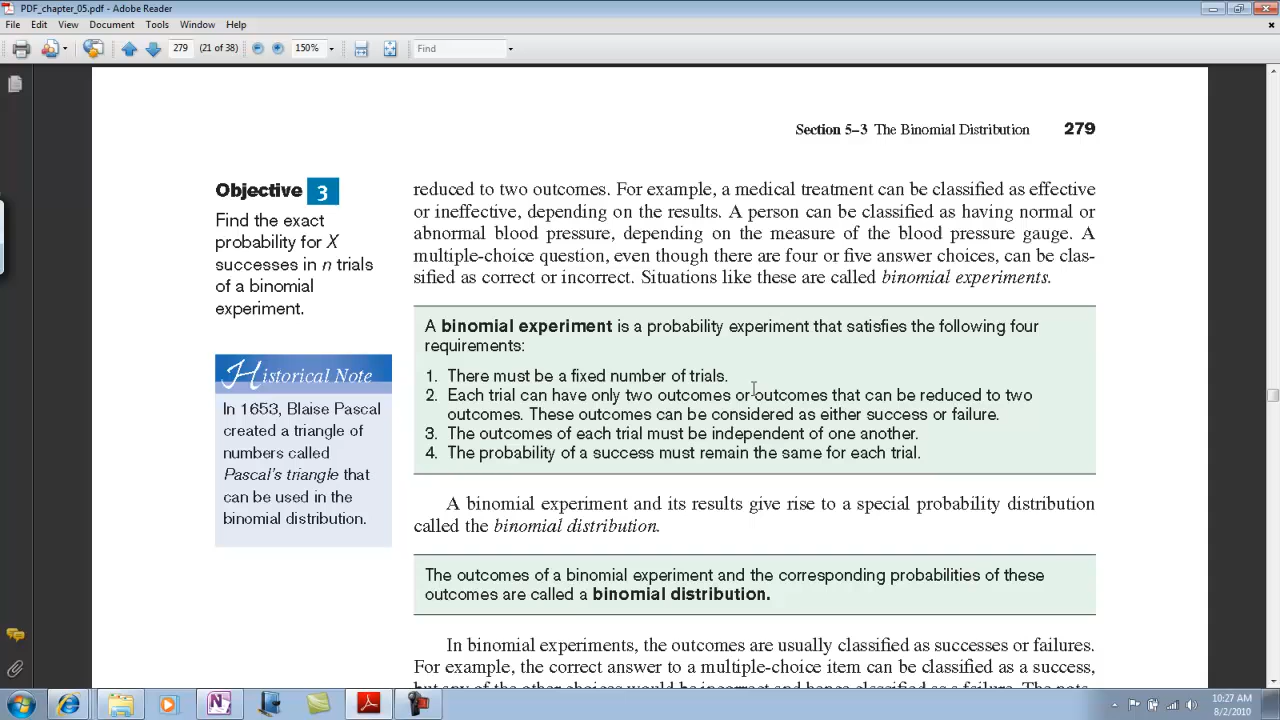 PDF_chapter_05.pdf - Adobe Reader
File Edit View Document Tools Window Help
279 (21 of 38) 150% Find
Section 5–3 The Binomial Distribution 279
Objective 3
Find the exact
probability for X
successes in n trials
of a binomial
experiment.
Historical Note
In 1653, Blaise Pascal
created a triangle of
numbers called
Pascal's triangle that
can be used in the
binomial distribution.
reduced to two outcomes. For example, a medical treatment can be classified as effective
or ineffective, depending on the results. A person can be classified as having normal or
abnormal blood pressure, depending on the measure of the blood pressure gauge. A
multiple-choice question, even though there are four or five answer choices, can be clas-
sified as correct or incorrect. Situations like these are called binomial experiments.
A binomial experiment is a probability experiment that satisfies the following four
requirements:
1. There must be a fixed number of trials.
2. Each trial can have only two outcomes or outcomes that can be reduced to two
outcomes. These outcomes can be considered as either success or failure.
3. The outcomes of each trial must be independent of one another.
4. The probability of a success must remain the same for each trial.
A binomial experiment and its results give rise to a special probability distribution
called the binomial distribution.
The outcomes of a binomial experiment and the corresponding probabilities of these
outcomes are called a binomial distribution.
In binomial experiments, the outcomes are usually classified as successes or failures.
For example, the correct answer to a multiple-choice item can be classified as a success,
10:27 AM
8/2/2010